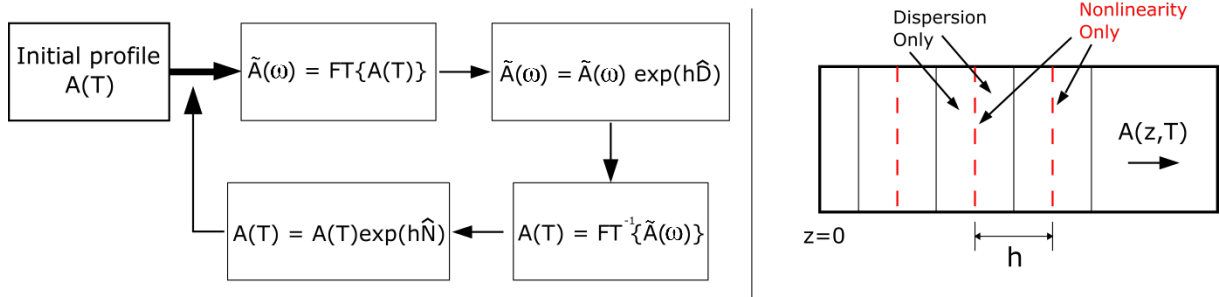 Initial profile
A(T)
Ã(ω) = FT{A(T)}
Ã(ω) = Ã(ω) exp(hD̂)
A(T) = FT⁻¹{Ã(ω)}
A(T) = A(T)exp(hN̂)
Dispersion
Only
Nonlinearity
Only
A(z,T)
z=0
h